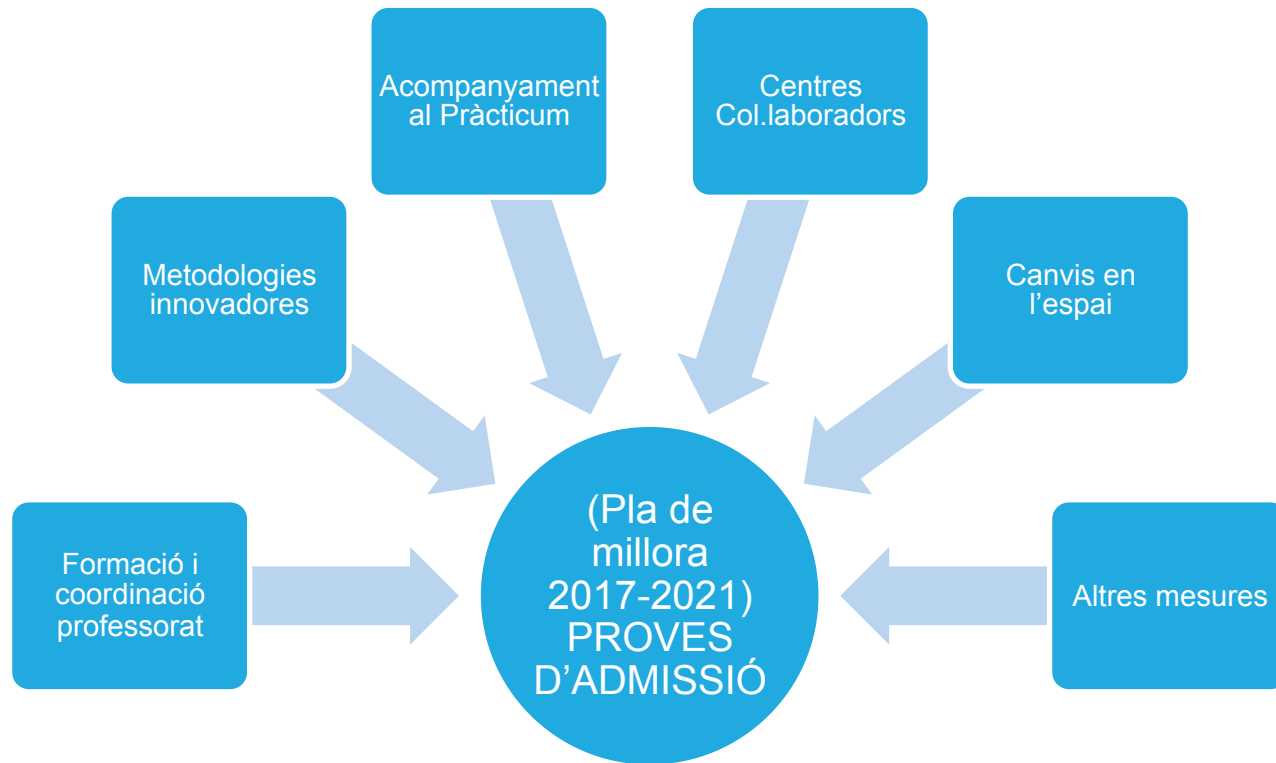 Acompanyament
al Pràcticum
Centres
Col.laboradors
Metodologies
innovadores
Canvis en
l’espai
Formació i
coordinació
professorat
(Pla de
millora
2017-2021)
PROVES
D’ADMISSIÓ
Altres mesures